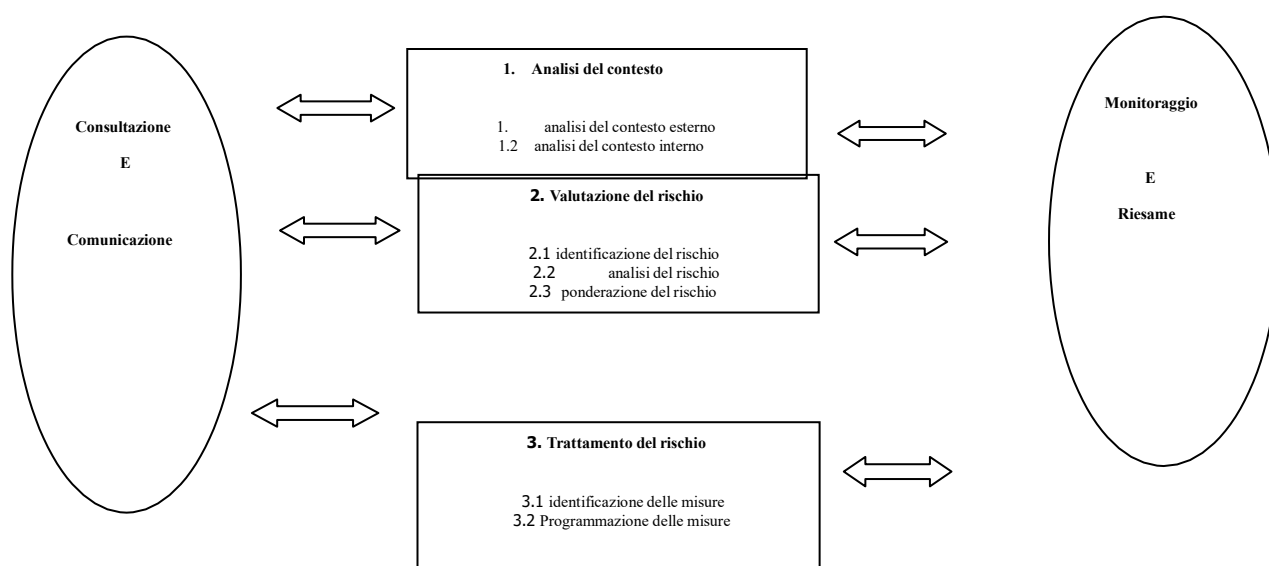 Consultazione
E
Comunicazione
1. Analisi del contesto
1. analisi del contesto esterno
1.2 analisi del contesto interno
2. Valutazione del rischio
2.1 identificazione del rischio
2.2 analisi del rischio
2.3 ponderazione del rischio
3. Trattamento del rischio
3.1 identificazione delle misure
3.2 Programmazione delle misure
Monitoraggio
E
Riesame